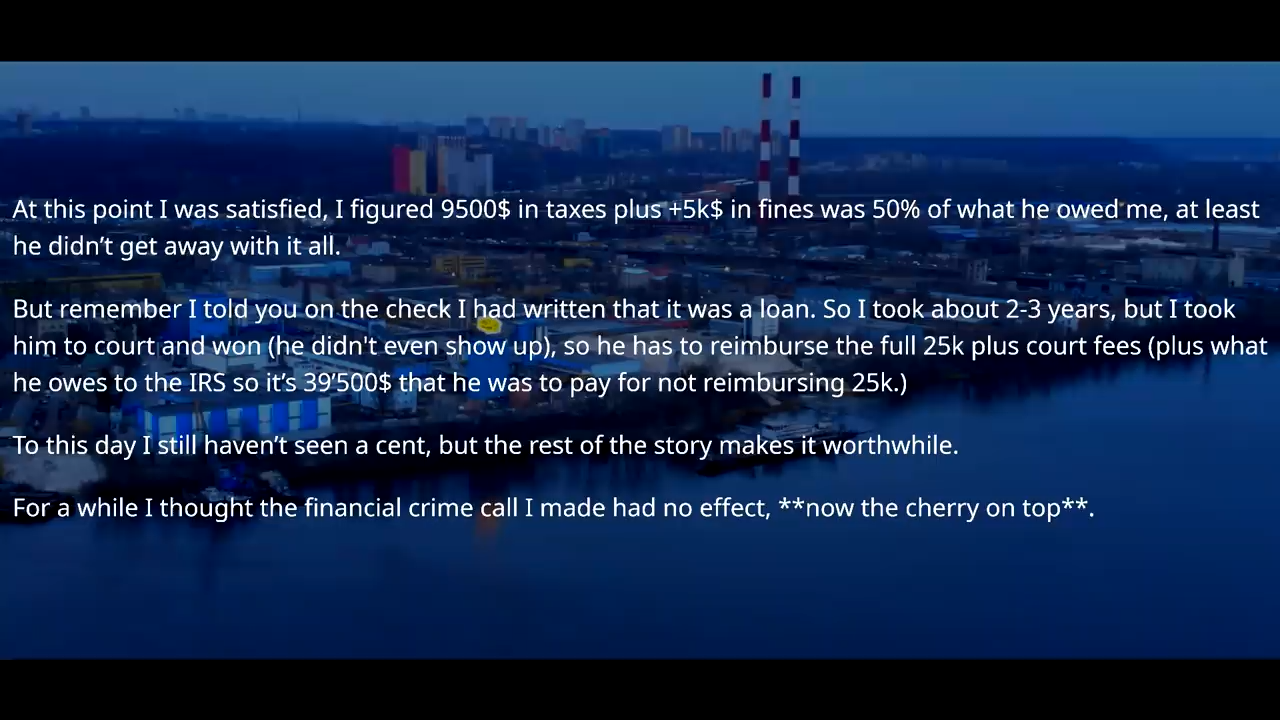 At this point I was satisfied, I figured 9500$ in taxes plus +5k$ in fines was 50% of what he owed me, at least
he didn’t get away with it all.
But remember I told you on the check I had written that it was a loan. So I took about 2-3 years, but I took
him to court and won (he didn't even show up), so he has to reimburse the full 25k plus court fees (plus what
he owes to the IRS so it’s 39’500$ that he was to pay for not reimbursing 25k.)
To this day I still haven’t seen a cent, but the rest of the story makes it worthwhile.
For a while I thought the financial crime call I made had no effect, **now the cherry on top**.